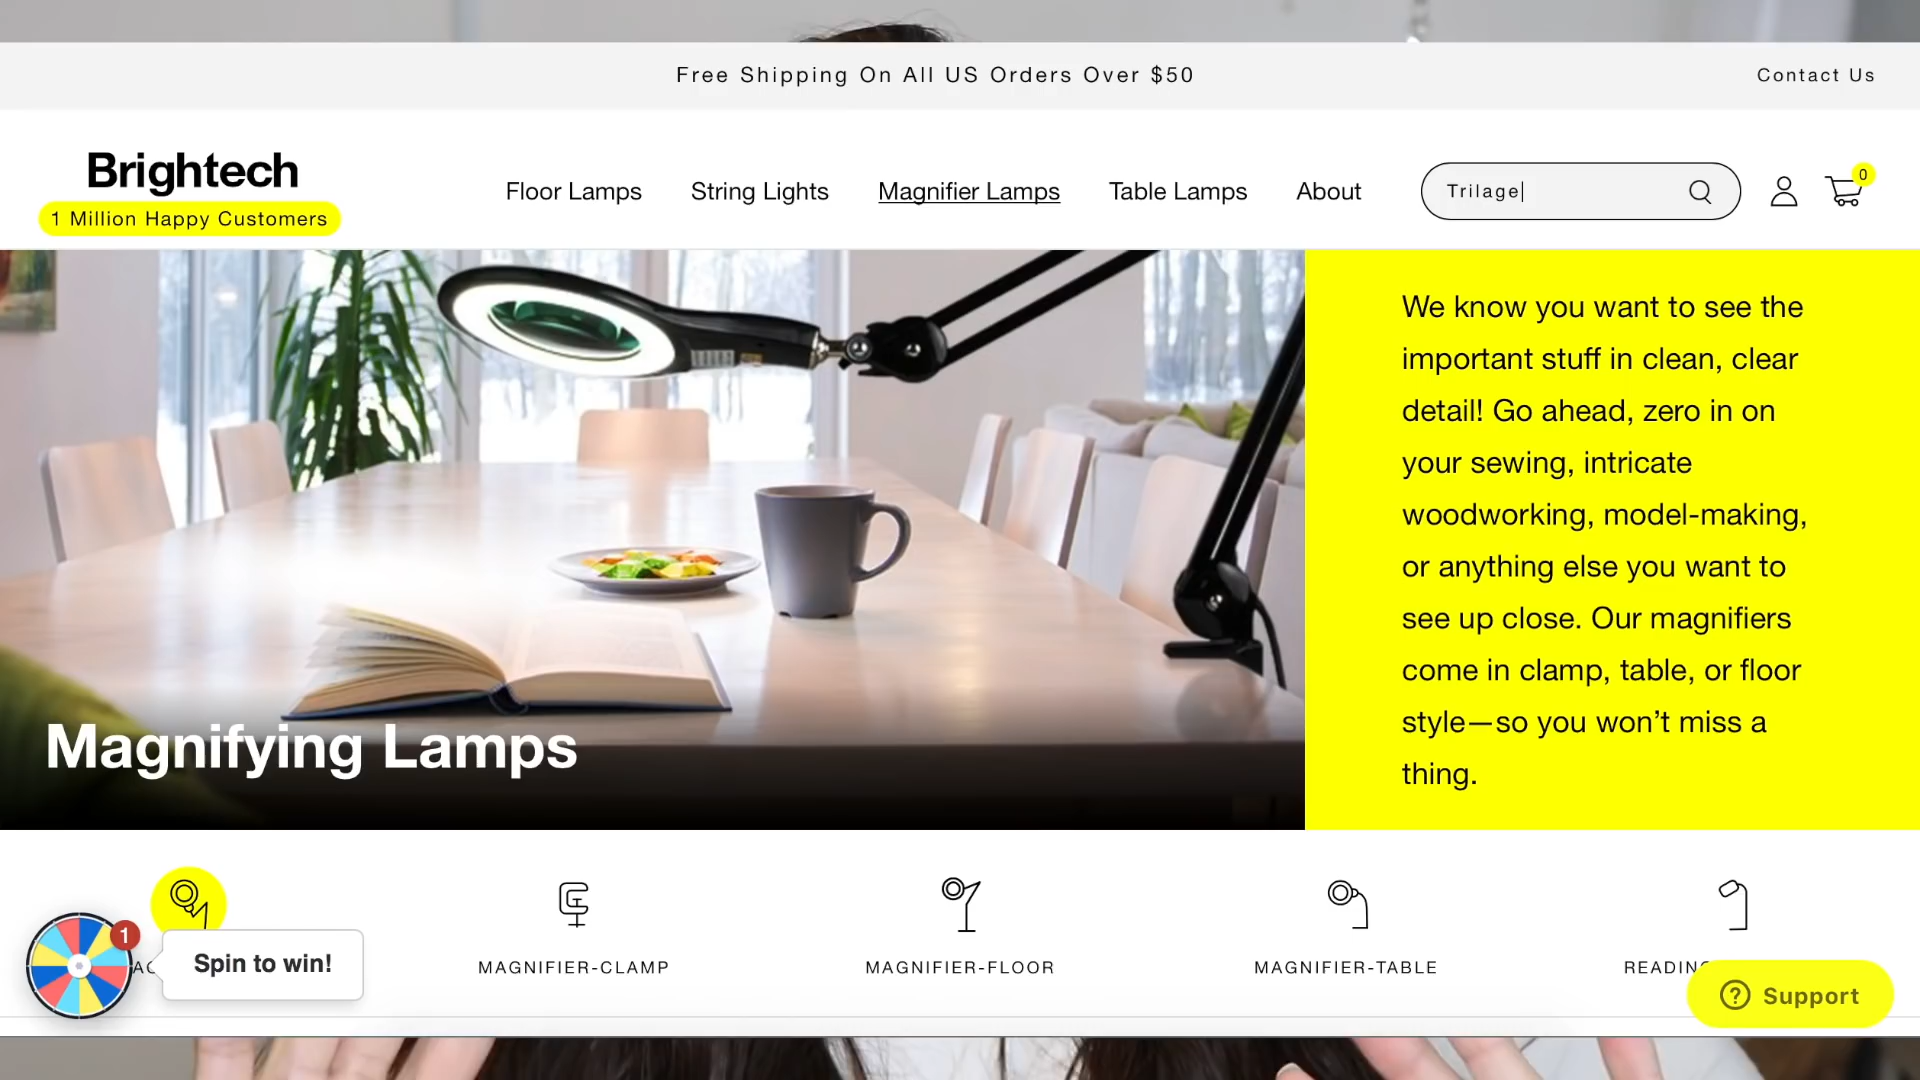 Free Shipping On All US Orders Over $50
Contact Us
Brightech
1 Million Happy Customers
Floor Lamps
String Lights
Magnifier Lamps
Table Lamps
About
Trilage
0
We know you want to see the
important stuff in clean, clear
detail! Go ahead, zero in on
your sewing, intricate
woodworking, model-making,
or anything else you want to
see up close. Our magnifiers
come in clamp, table, or floor
style—so you won’t miss a
thing.
Magnifying Lamps
1
Spin to win!
MAGNIFIER-CLAMP
MAGNIFIER-FLOOR
MAGNIFIER-TABLE
READING
Support